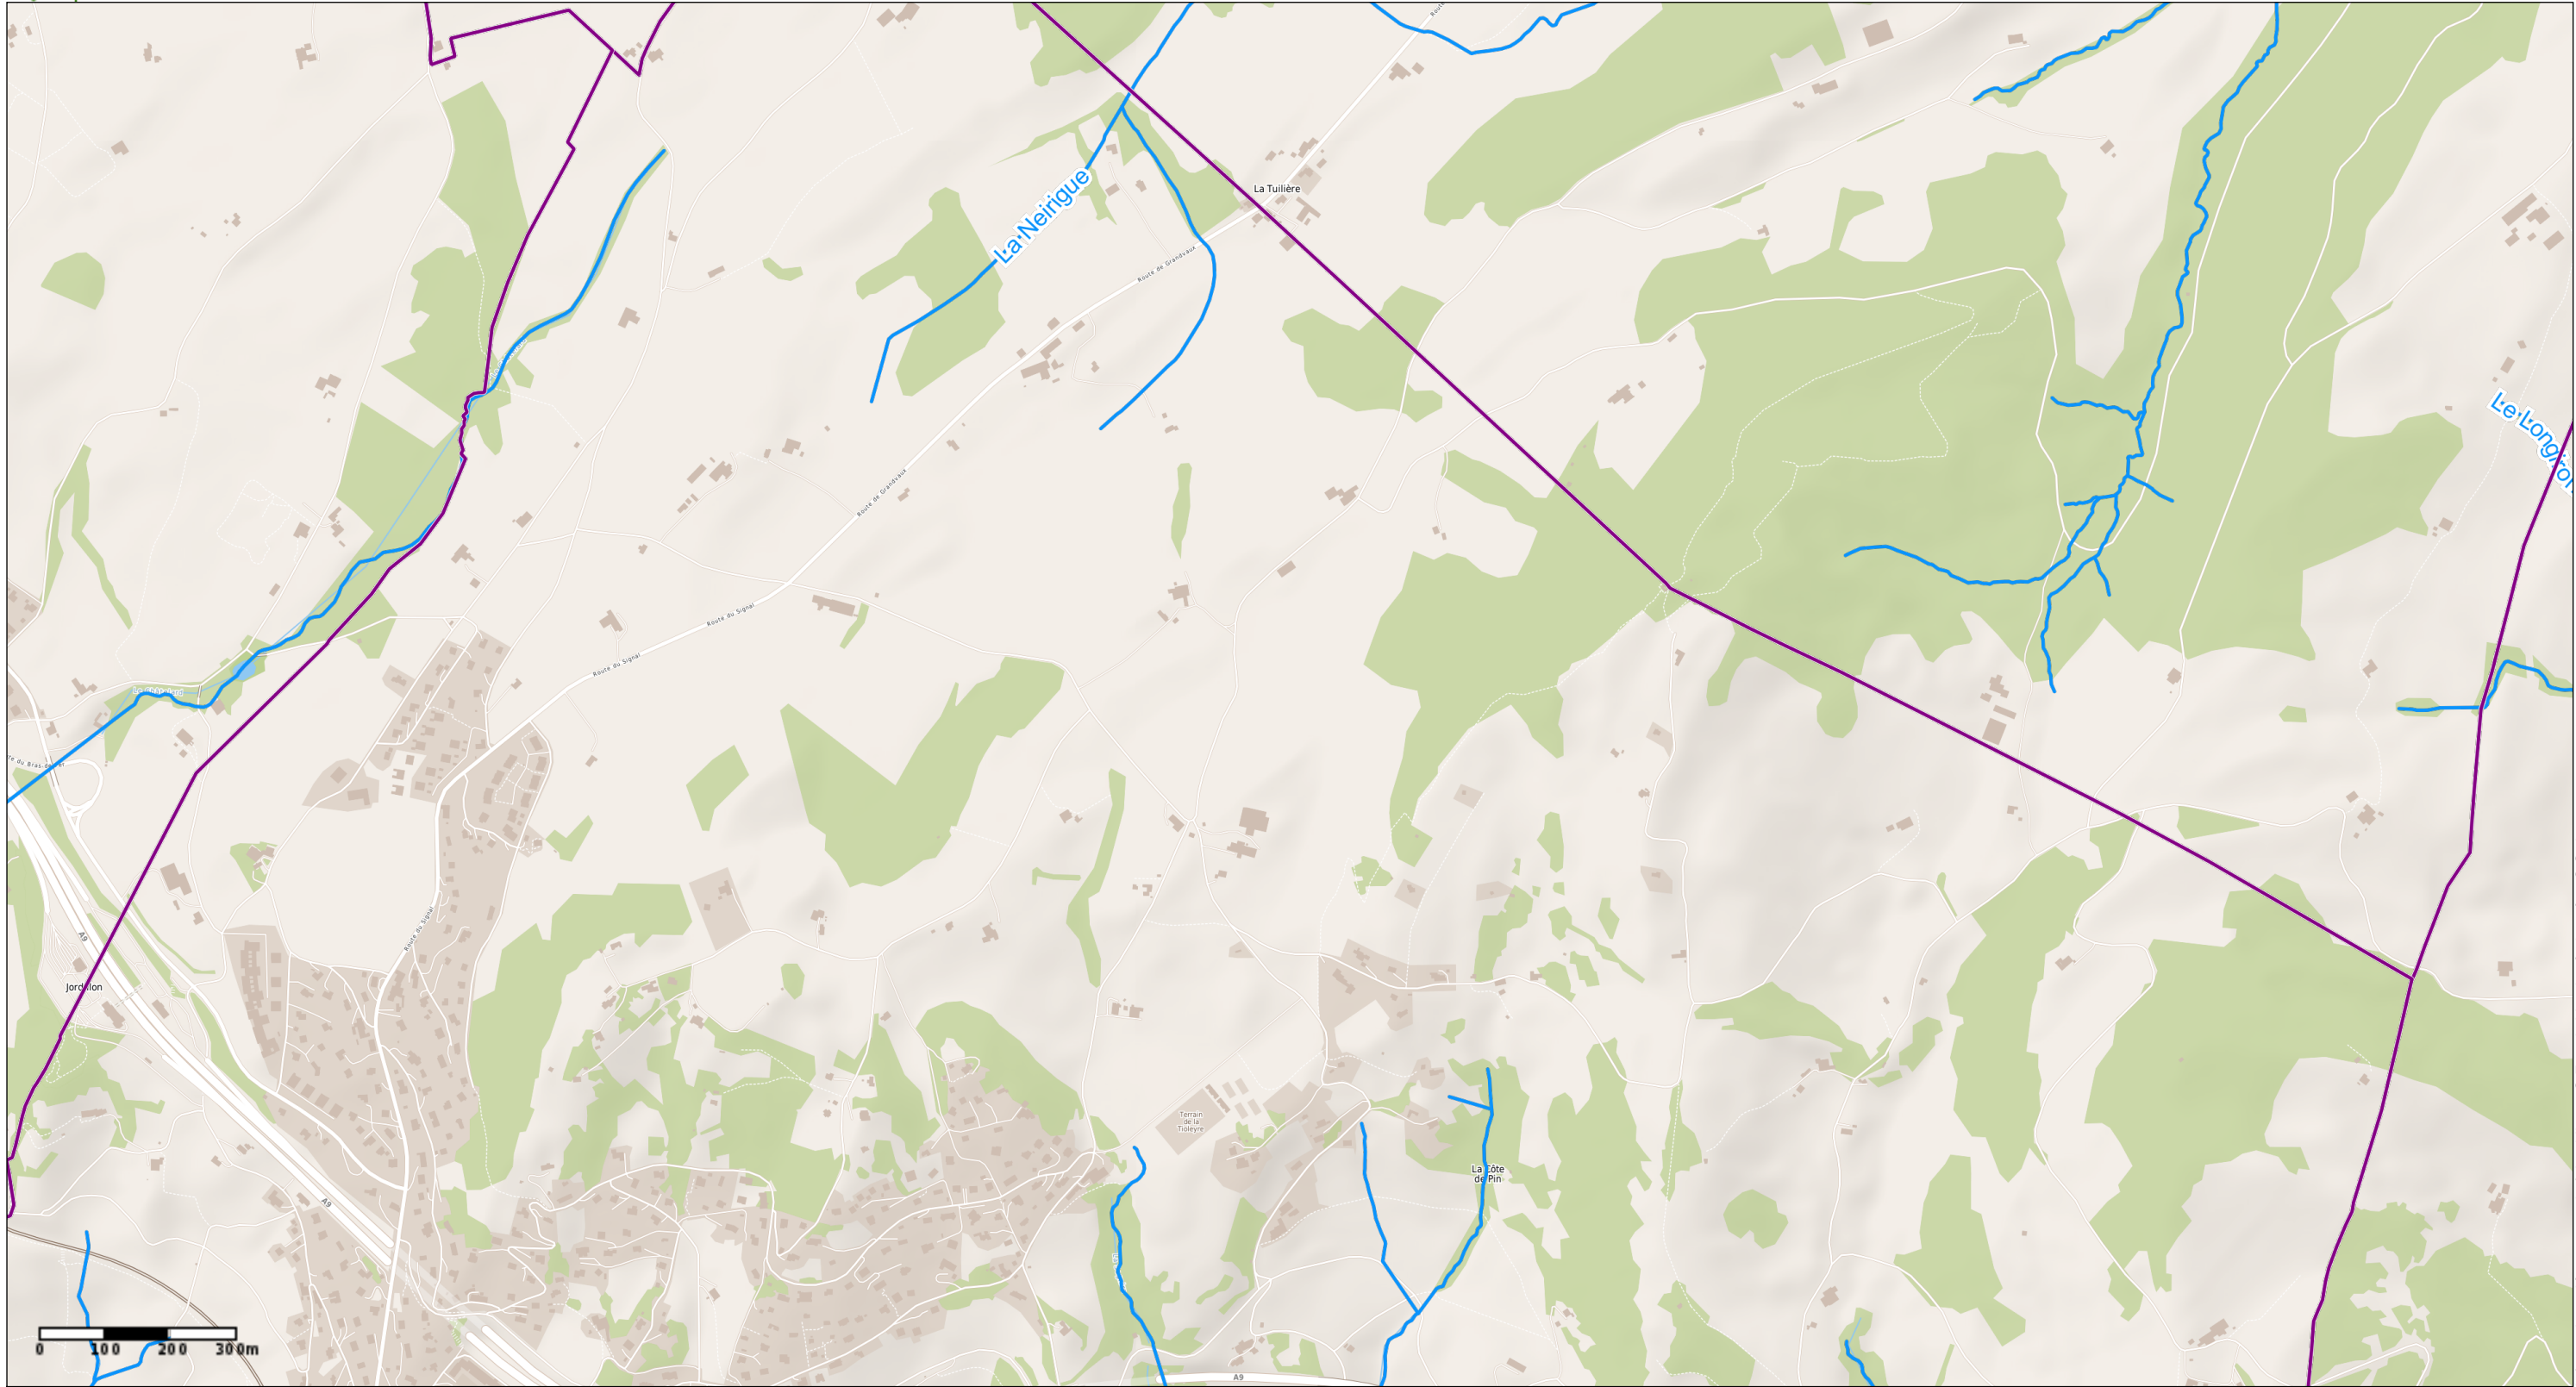 La Tuilière
La Neirigue
Route de Grandvaux
Le Longiron
Route de Grandvaux
Route du Signal
Route du Signal
Route du Signal
A9
Jordillon
Terrain
de la
Tioleyre
La Côte
de Pin
A9
0 100 200 300m
A9